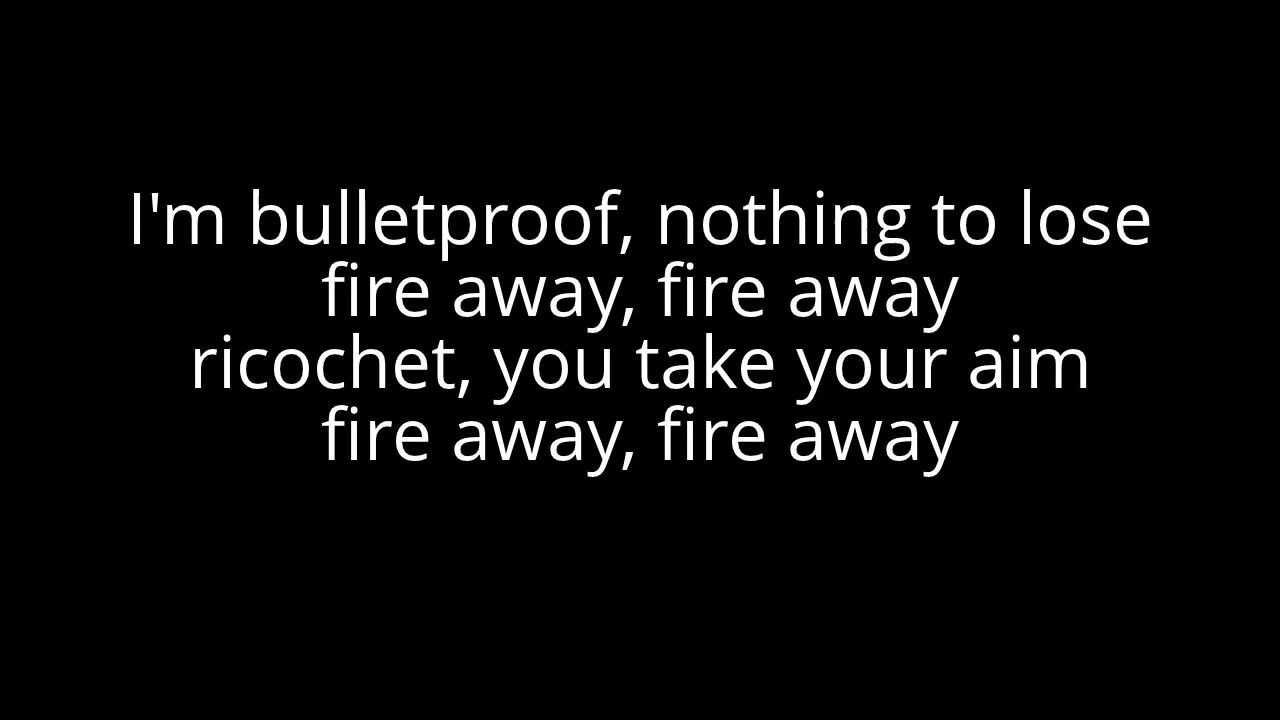 I'm bulletproof, nothing to lose
fire away, fire away
ricochet, you take your aim
fire away, fire away